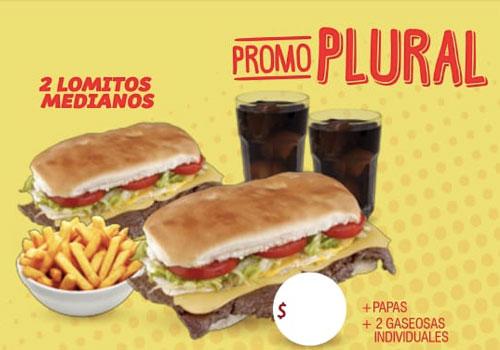 PROMO PLURAL
2 LOMITOS
MEDIANOS
$
+ PAPAS
+ 2 GASEOSAS
INDIVIDUALES